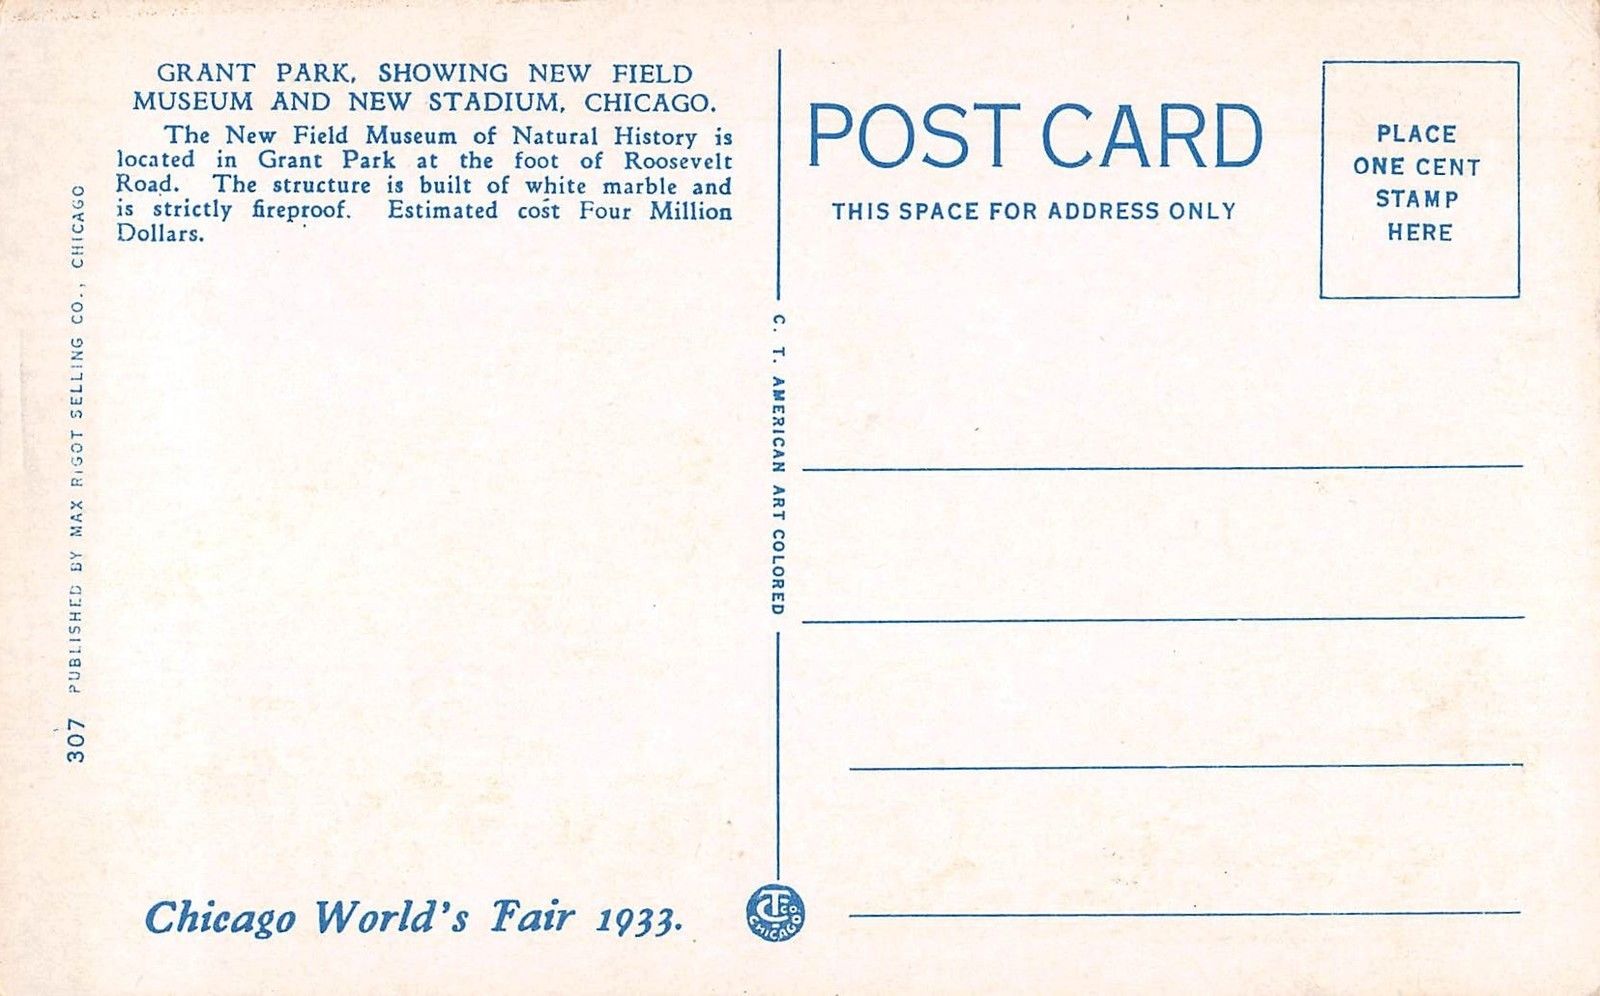 GRANT PARK, SHOWING NEW FIELD
MUSEUM AND NEW STADIUM, CHICAGO.
The New Field Museum of Natural History is
located in Grant Park at the foot of Roosevelt
Road. The structure is built of white marble and
is strictly fireproof. Estimated cost Four Million
Dollars.
307 PUBLISHED BY MAX RIGOT SELLING CO., CHICAGO
Chicago World's Fair 1933.
C. T. AMERICAN ART COLORED
CT CO.
CHICAGO
POST CARD
THIS SPACE FOR ADDRESS ONLY
PLACE
ONE CENT
STAMP
HERE